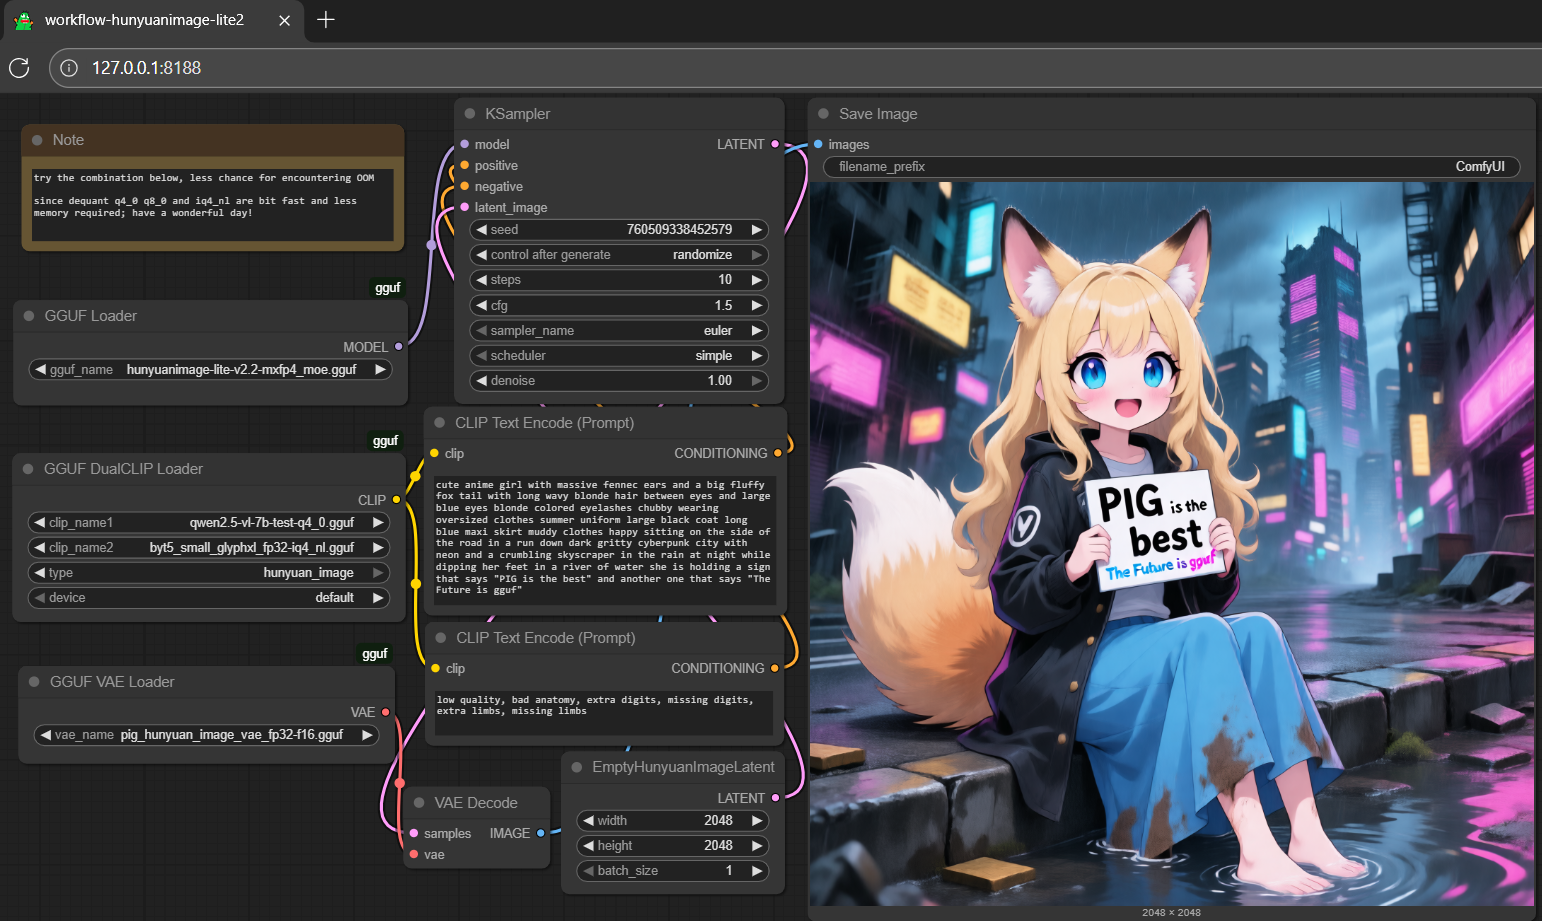 workflow-hunyuanimage-lite2
127.0.0.1:8188
Note
try the combination below, less chance for encountering OOM
since dequant q4_0 q8_0 and iq4_nl are bit fast and less
memory required; have a wonderful day!
gguf
GGUF Loader
MODEL
gguf_name hunyuanimage-lite-v2.2-mxfp4_moe.gguf
gguf
GGUF DualCLIP Loader
CLIP
clip_name1 qwen2.5-vl-7b-test-q4_0.gguf
clip_name2 byt5_small_glyphxl_fp32-iq4_nl.gguf
type hunyuan_image
device default
gguf
GGUF VAE Loader
VAE
vae_name pig_hunyuan_image_vae_fp32-f16.gguf
KSampler
model LATENT
positive
negative
latent_image
seed 760509338452579
control after generate randomize
steps 10
cfg 1.5
sampler_name euler
scheduler simple
denoise 1.00
CLIP Text Encode (Prompt)
clip CONDITIONING
cute anime girl with massive fennec ears and a big fluffy
fox tail with long wavy blonde hair between eyes and large
blue eyes blonde colored eyelashes chubby wearing
oversized clothes summer uniform large black coat long
blue maxi skirt muddy clothes happy sitting on the side of
the road in a run down dark gritty cyberpunk city with
neon and a crumbling skyscraper in the rain at night while
dipping her feet in a river of water she is holding a sign
that says "PIG is the best" and another one that says "The
Future is gguf"
CLIP Text Encode (Prompt)
clip CONDITIONING
low quality, bad anatomy, extra digits, missing digits,
extra limbs, missing limbs
VAE Decode
samples IMAGE
vae
EmptyHunyuanImageLatent
LATENT
width 2048
height 2048
batch_size 1
Save Image
images
filename_prefix ComfyUI
PIG is the
best
The Future is gguf
2048 × 2048